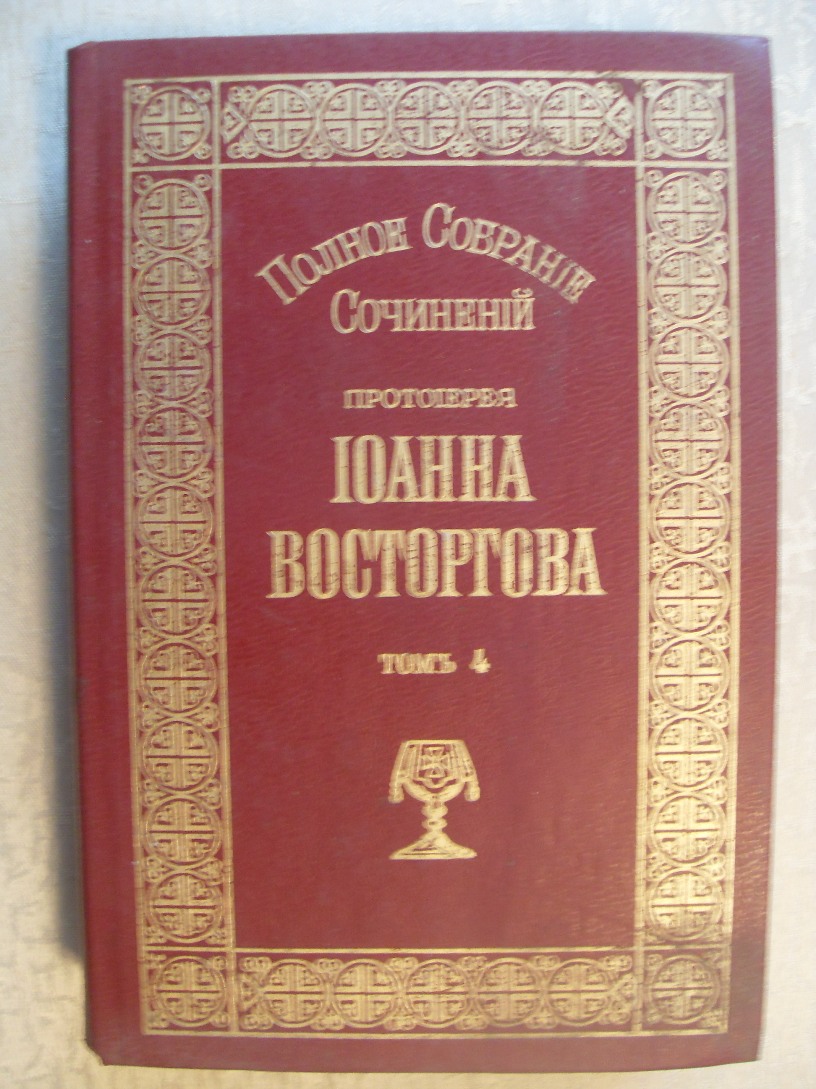 Полное Собраніе
Сочиненій
ПРОТОІЕРЕЯ
ІОАННА
ВОСТОРГОВА
ТОМЪ 4